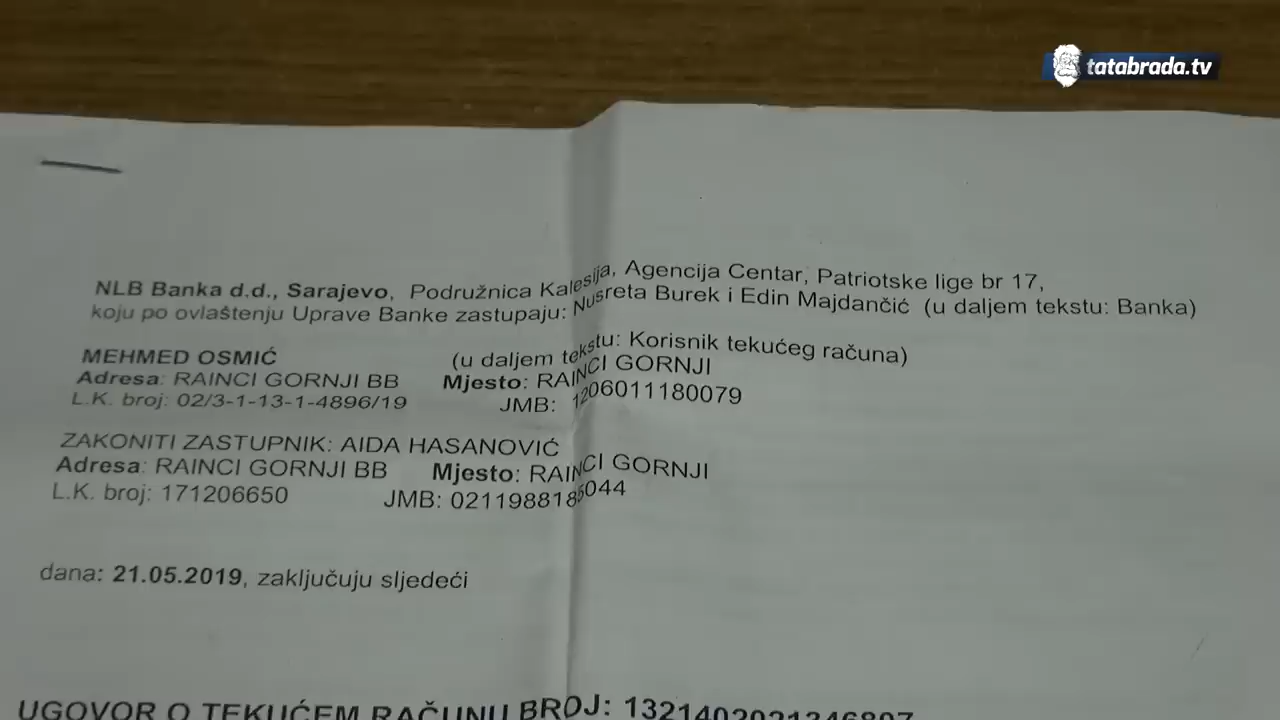 tatabrada.tv
NLB Banka d.d., Sarajevo, Podružnica Kalesija, Agencija Centar, Patriotske lige br 17,
koju po ovlaštenju Uprave Banke zastupaju: Nusreta Burek i Edin Majdančić (u daljem tekstu: Banka)
MEHMED OSMIĆ (u daljem tekstu: Korisnik tekućeg računa)
Adresa: RAINCI GORNJI BB Mjesto: RAINCI GORNJI
L.K. broj: 02/3-1-13-1-4896/19 JMB: 1206011180079
ZAKONITI ZASTUPNIK: AIDA HASANOVIĆ
Adresa: RAINCI GORNJI BB Mjesto: RAINCI GORNJI
L.K. broj: 171206650 JMB: 0211988185044
dana: 21.05.2019, zaključuju sljedeći
UGOVOR O TEKUĆEM RAČUNU BROJ: